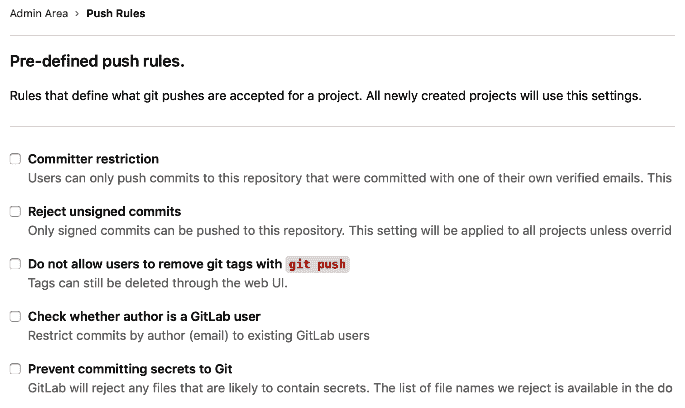 Admin Area › Push Rules
Pre-defined push rules.
Rules that define what git pushes are accepted for a project. All newly created projects will use this settings.
Committer restriction
Users can only push commits to this repository that were committed with one of their own verified emails. This
Reject unsigned commits
Only signed commits can be pushed to this repository. This setting will be applied to all projects unless overrid
Do not allow users to remove git tags with git push
Tags can still be deleted through the web UI.
Check whether author is a GitLab user
Restrict commits by author (email) to existing GitLab users
Prevent committing secrets to Git
GitLab will reject any files that are likely to contain secrets. The list of file names we reject is available in the do